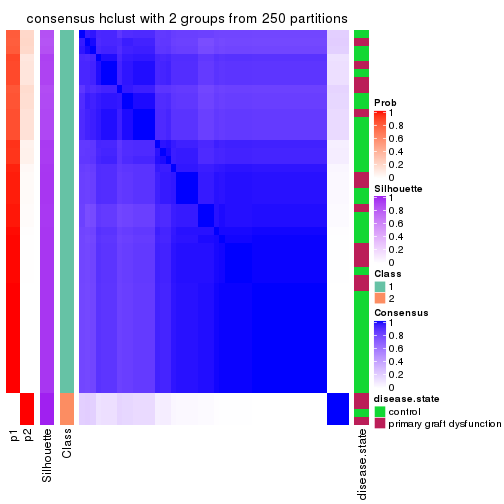 consensus hclust with 2 groups from 250 partitions
Prob
1
0.8
0.6
0.4
0.2
0
Silhouette
1
0.8
0.6
0.4
0.2
0
Class
1
2
Consensus
1
0.8
0.6
0.4
0.2
0
disease.state
control
primary graft dysfunction
p1
p2
Silhouette
Class
disease.state